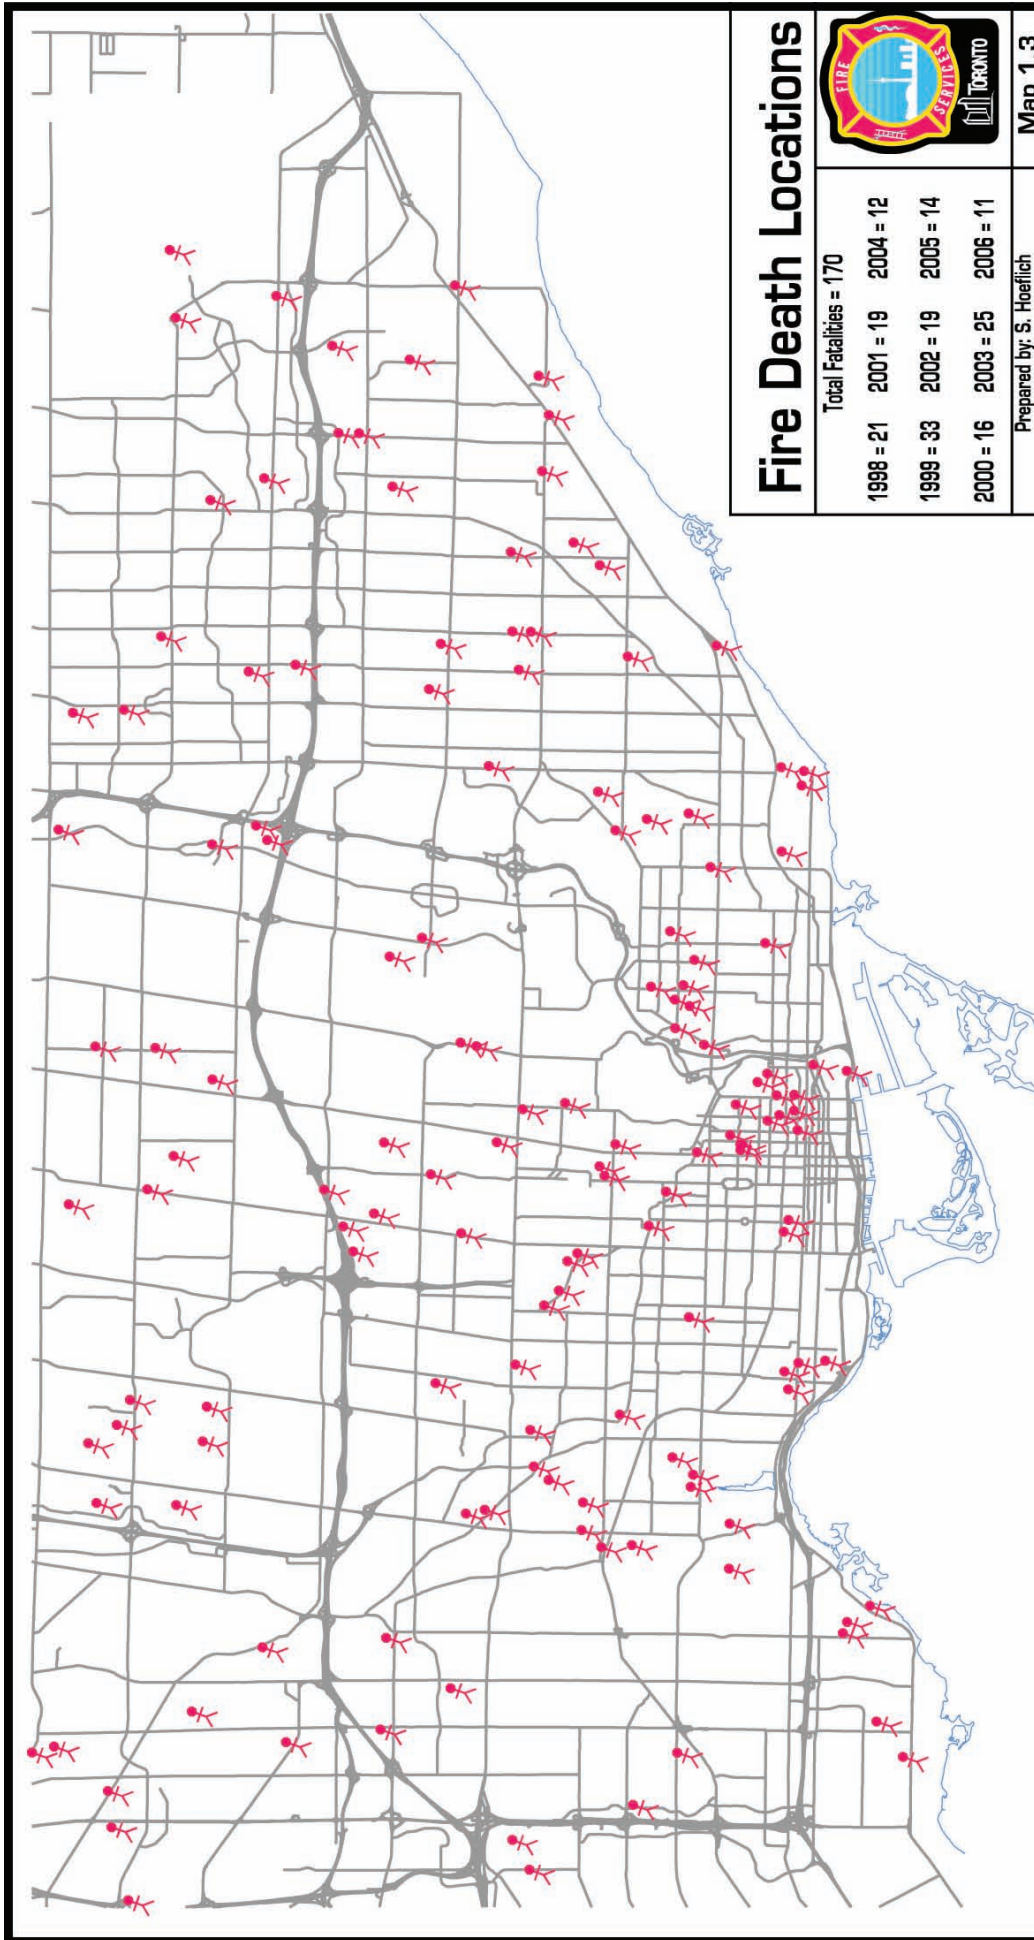 Fire Death Locations
Total Fatalities = 170
1998 = 21 2001 = 19 2004 = 12
1999 = 33 2002 = 19 2005 = 14
2000 = 16 2003 = 25 2006 = 11
FIRE
SERVICES
TORONTO
Prepared by: S. Hoeflich
Map 1.3